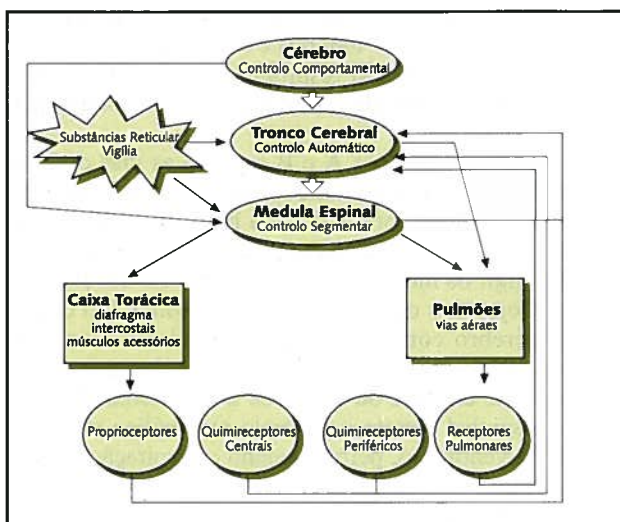 Cérebro
Controlo Comportamental
Substâncias Reticular
Vigília
Tronco Cerebral
Controlo Automático
Medula Espinal
Controlo Segmentar
Caixa Torácica
diafragma
intercostais
músculos acessórios
Pulmões
vias aéraes
Proprioceptores
Quimireceptores
Centrais
Quimireceptores
Periféricos
Receptores
Pulmonares